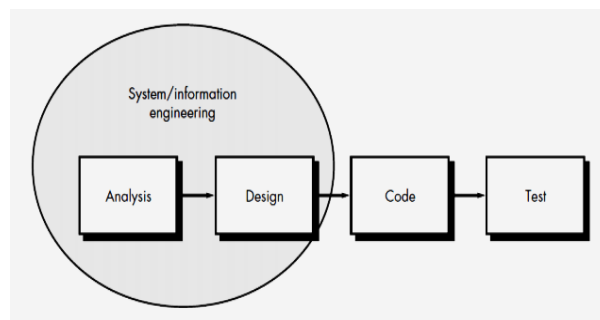 System/information
engineering
Analysis
Design
Code
Test